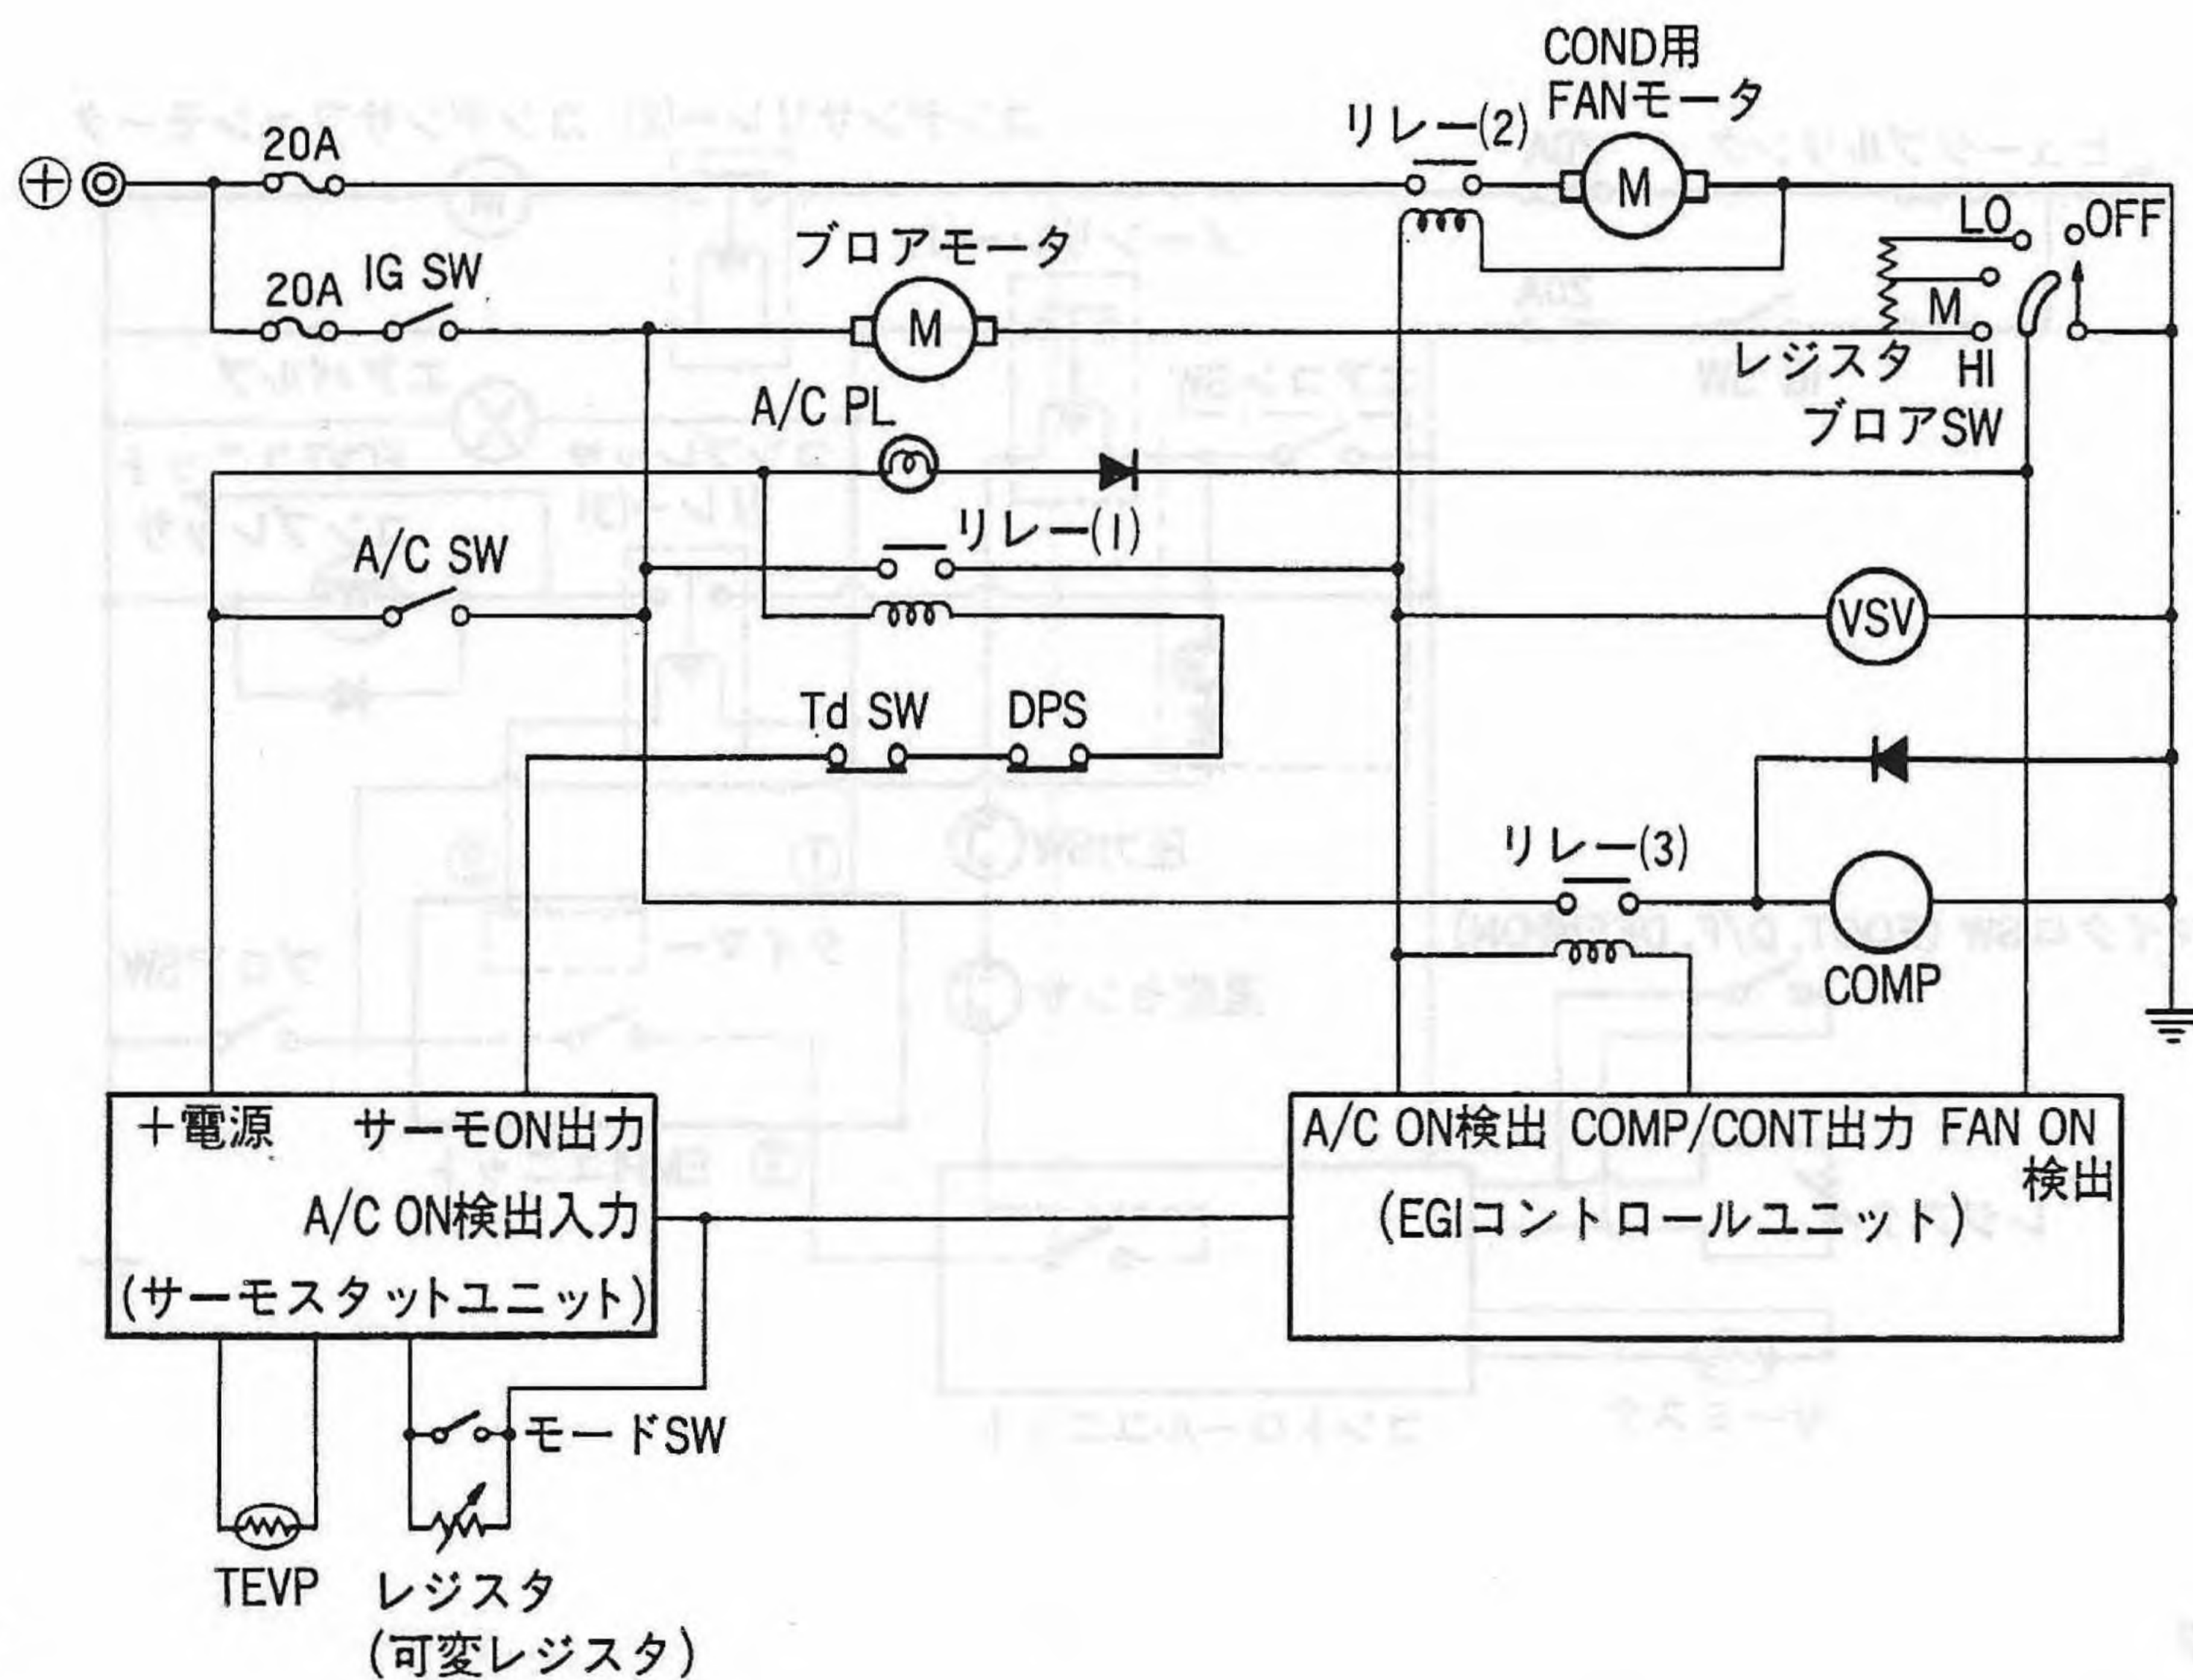 COND用
FANモータ
リレー(2)
M
20A
⊕
LO
OFF
ブロアモータ
20A
IG SW
M
M
レジスタ
HI
ブロアSW
A/C PL
リレー(1)
A/C SW
VSV
Td SW
DPS
リレー(3)
COMP
＋電源
サーモON出力
A/C ON検出入力
(サーモスタットユニット)
A/C ON検出
COMP/CONT出力
FAN ON
検出
(EGIコントロールユニット)
モードSW
TEVP
レジスタ
(可変レジスタ)